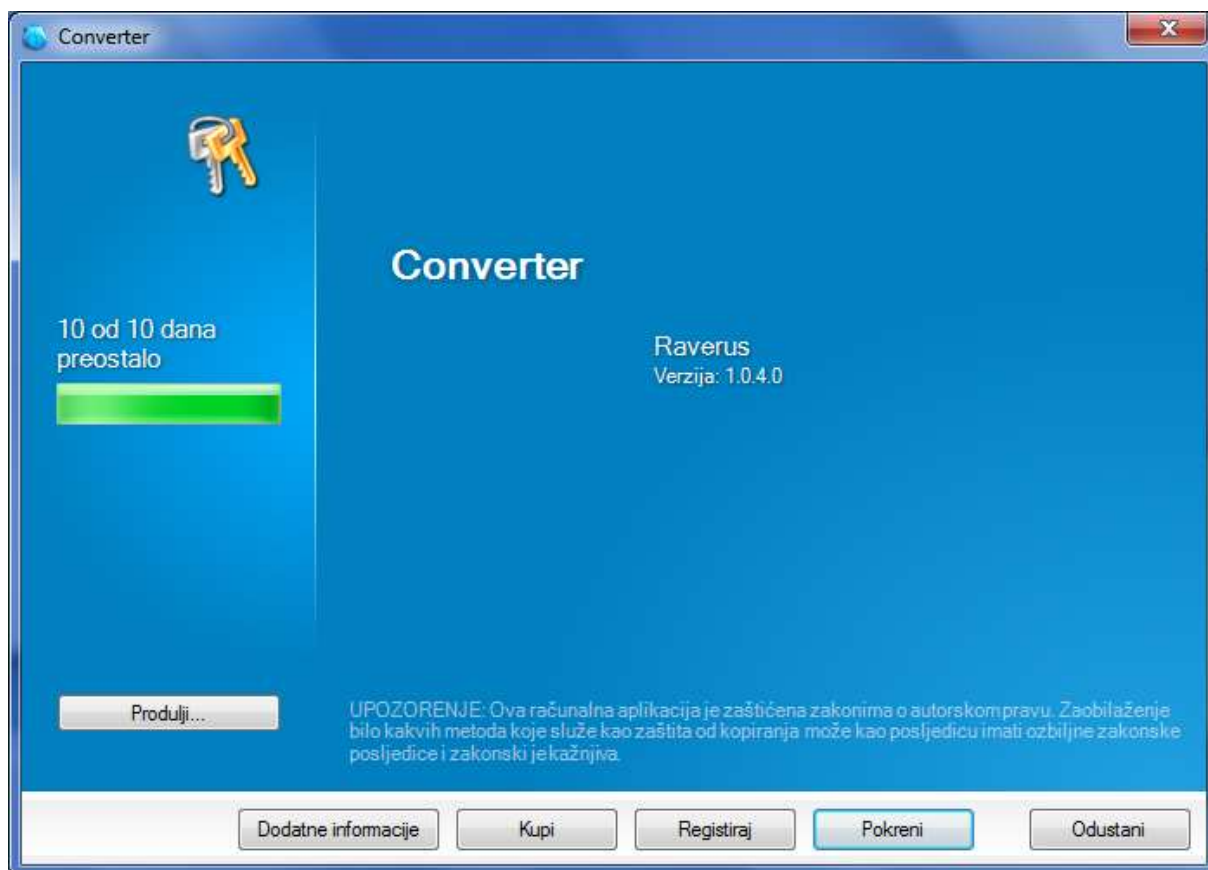 Converter
Converter
10 od 10 dana
preostalo
Raverus
Verzija: 1.0.4.0
Produlji...
UPOZORENJE: Ova računalna aplikacija je zaštićena zakonima o autorskom pravu. Zaobilaženje
bilo kakvih metoda koje služe kao zaštita od kopiranja može kao posljedicu imati ozbiljne zakonske
posljedice i zakonski je kažnjiva.
Dodatne informacije
Kupi
Registiraj
Pokreni
Odustani